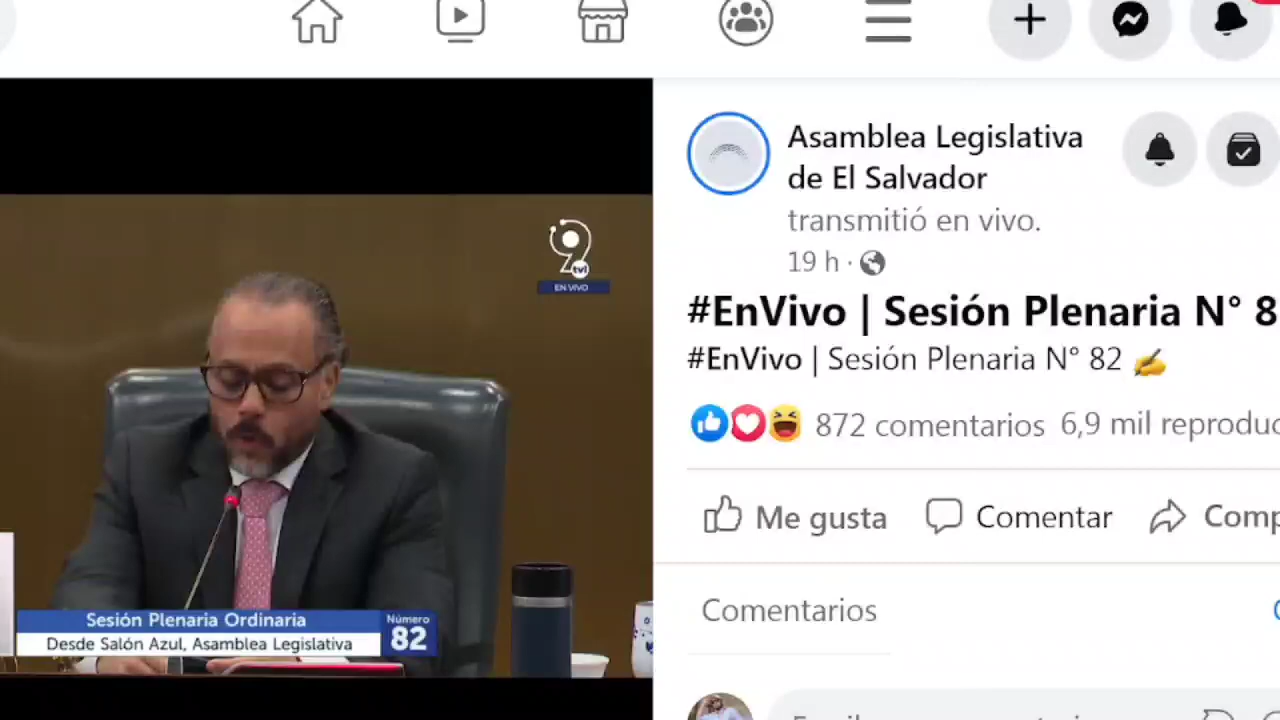 9
tvl
EN VIVO
Sesión Plenaria Ordinaria
Desde Salón Azul, Asamblea Legislativa
Número
82
Asamblea Legislativa
de El Salvador
transmitió en vivo.
19 h ·
#EnVivo | Sesión Plenaria N° 8
#EnVivo | Sesión Plenaria N° 82 ✍
872 comentarios 6,9 mil reproduc
Me gusta Comentar Comp
Comentarios